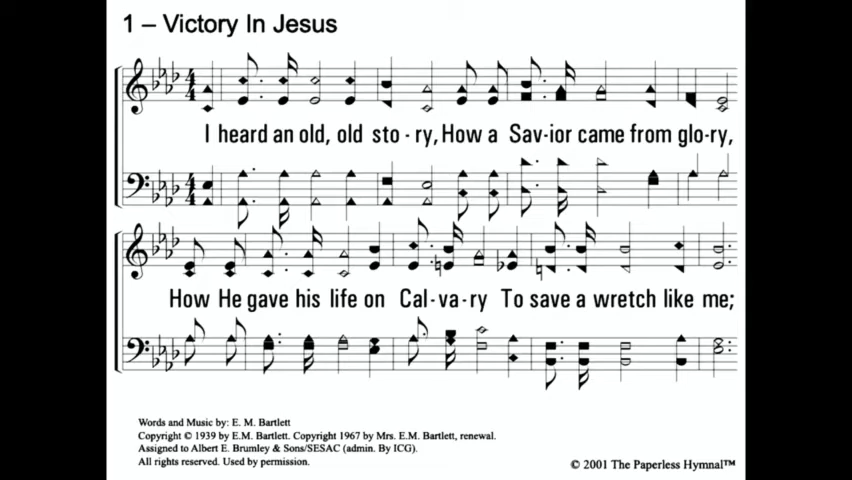 1 – Victory In Jesus
I heard an old, old sto - ry, How a Sav-ior came from glo-ry,
How He gave his life on Cal-va-ry To save a wretch like me;
Words and Music by: E. M. Bartlett
Copyright © 1939 by E.M. Bartlett. Copyright 1967 by Mrs. E.M. Bartlett, renewal.
Assigned to Albert E. Brumley & Sons/SESAC (admin. By ICG).
All rights reserved. Used by permission.
© 2001 The Paperless Hymnal™